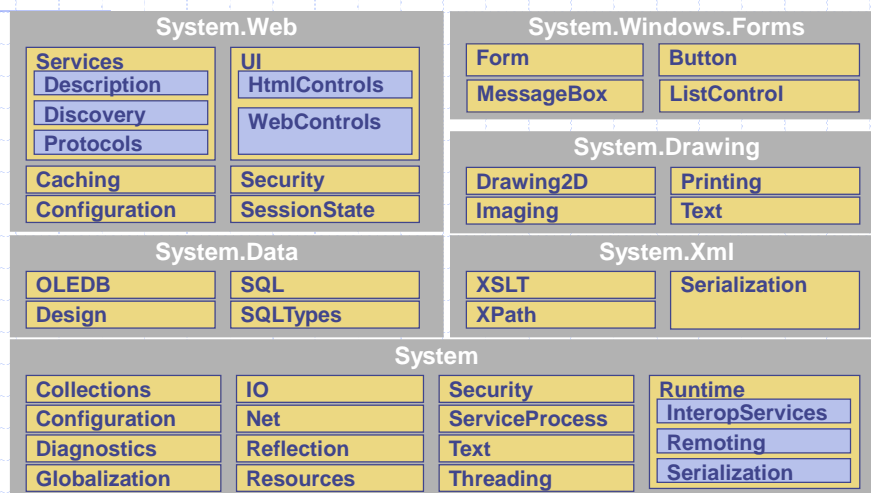 System.Web
Services
Description
Discovery
Protocols
UI
HtmlControls
WebControls
Caching
Security
Configuration
SessionState
System.Windows.Forms
Form
Button
MessageBox
ListControl
System.Drawing
Drawing2D
Printing
Imaging
Text
System.Data
OLEDB
SQL
Design
SQLTypes
System.Xml
XSLT
Serialization
XPath
System
Collections
IO
Security
Runtime
Configuration
Net
ServiceProcess
InteropServices
Diagnostics
Reflection
Text
Remoting
Globalization
Resources
Threading
Serialization